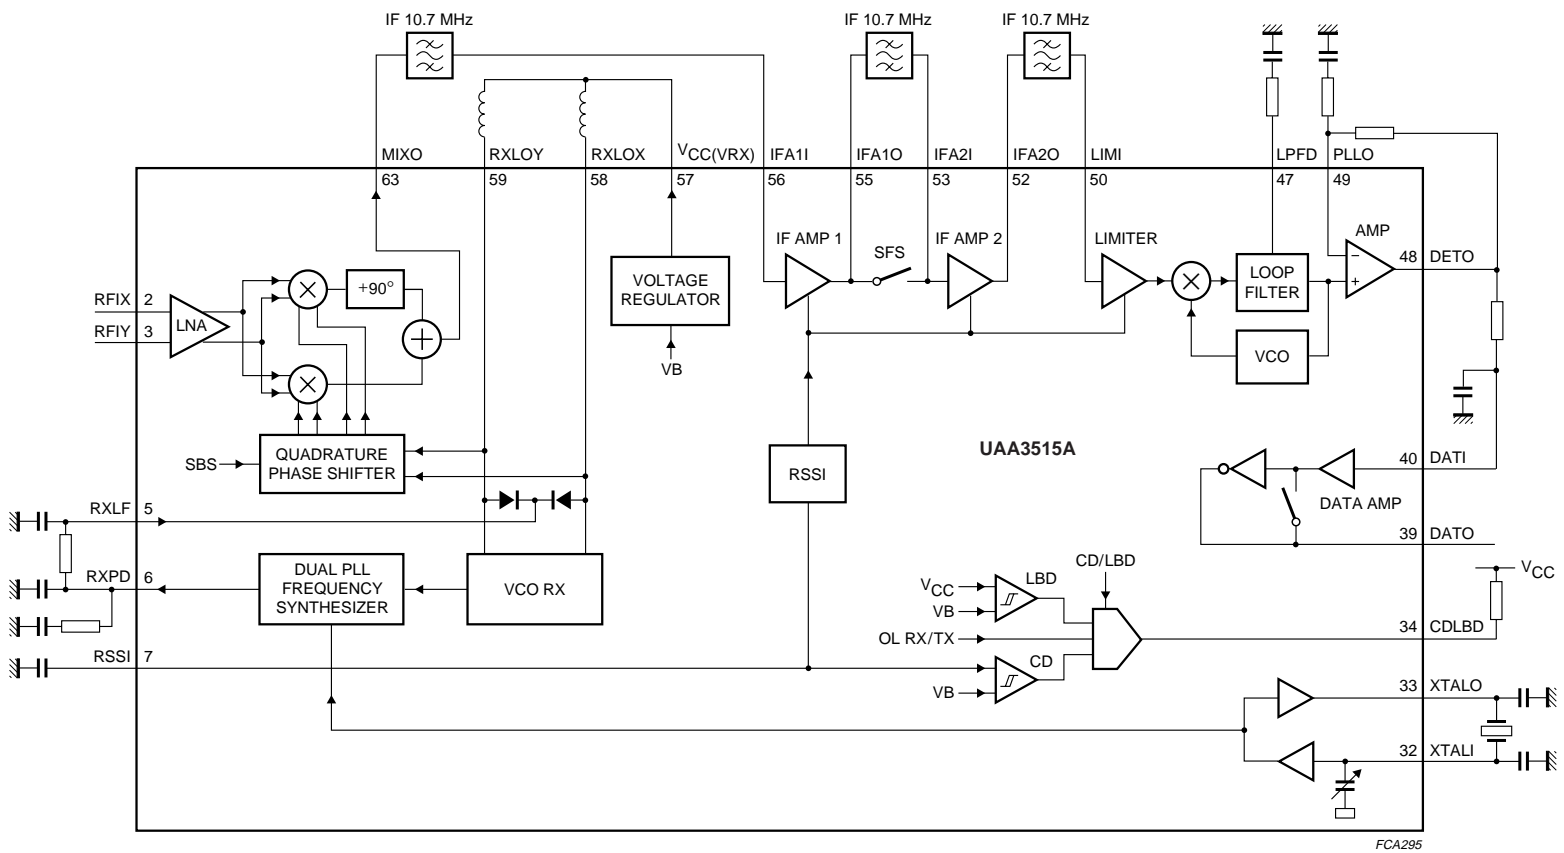 IF 10.7 MHz
IF 10.7 MHz
IF 10.7 MHz
MIXO
RXLOY
RXLOX
VCC(VRX)
IFA1I
IFA1O
IFA2I
IFA2O
LIMI
LPFD
PLLO
63
59
58
57
56
55
53
52
50
47
49
IF AMP 1
SFS
IF AMP 2
LIMITER
AMP
48 DETO
−
+
LOOP
FILTER
VCO
VOLTAGE
REGULATOR
VB
+90°
RFIX 2
RFIY 3
LNA
SBS
QUADRATURE
PHASE SHIFTER
UAA3515A
RSSI
40 DATI
DATA AMP
39 DATO
RXLF 5
RXPD 6
DUAL PLL
FREQUENCY
SYNTHESIZER
VCO RX
CD/LBD
VCC
LBD
VB
OL RX/TX
CD
VB
VCC
34 CDLBD
RSSI 7
33 XTALO
32 XTALI
FCA295